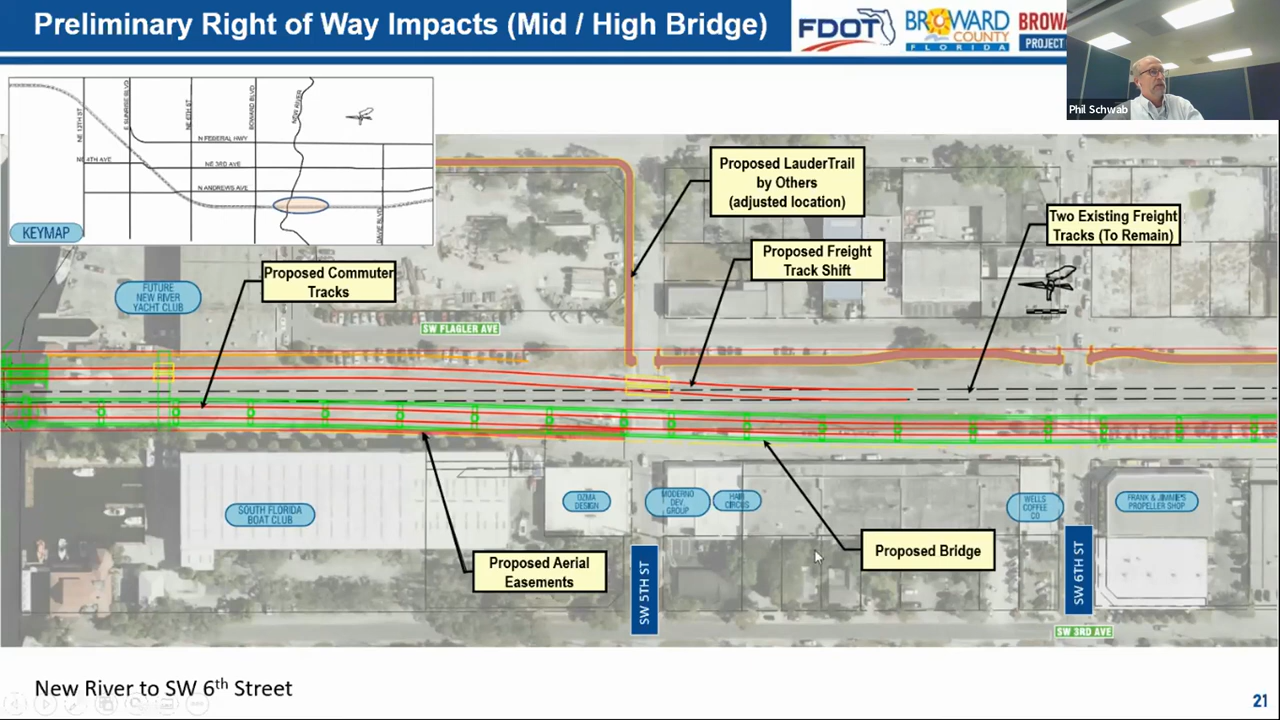 Preliminary Right of Way Impacts (Mid / High Bridge)
FDOT
BROWARD
COUNTY
FLORIDA
PROJECT
Phil Schwab
NE 13TH ST
E SUNRISE BLVD
NE 6TH ST
BOWARD BLVD
NEW RIVER
N FEDERAL HWY
NE 4TH AVE
NE 3RD AVE
N ANDREWS AVE
DAVIE BLVD
KEYMAP
Proposed LauderTrail
by Others
(adjusted location)
Two Existing Freight
Tracks (To Remain)
Proposed Freight
Track Shift
Proposed Commuter
Tracks
FUTURE
NEW RIVER
YACHT CLUB
SW FLAGLER AVE
SOUTH FLORIDA
BOAT CLUB
OZMA
DESIGN
MODERNO
DEV.
GROUP
HAIR
CIRCUS
WELLS
COFFEE
CO
FRANK & JIMMIE'S
PROPELLER SHOP
Proposed Aerial
Easements
Proposed Bridge
SW 5TH ST
SW 6TH ST
SW 3RD AVE
New River to SW 6th Street
21